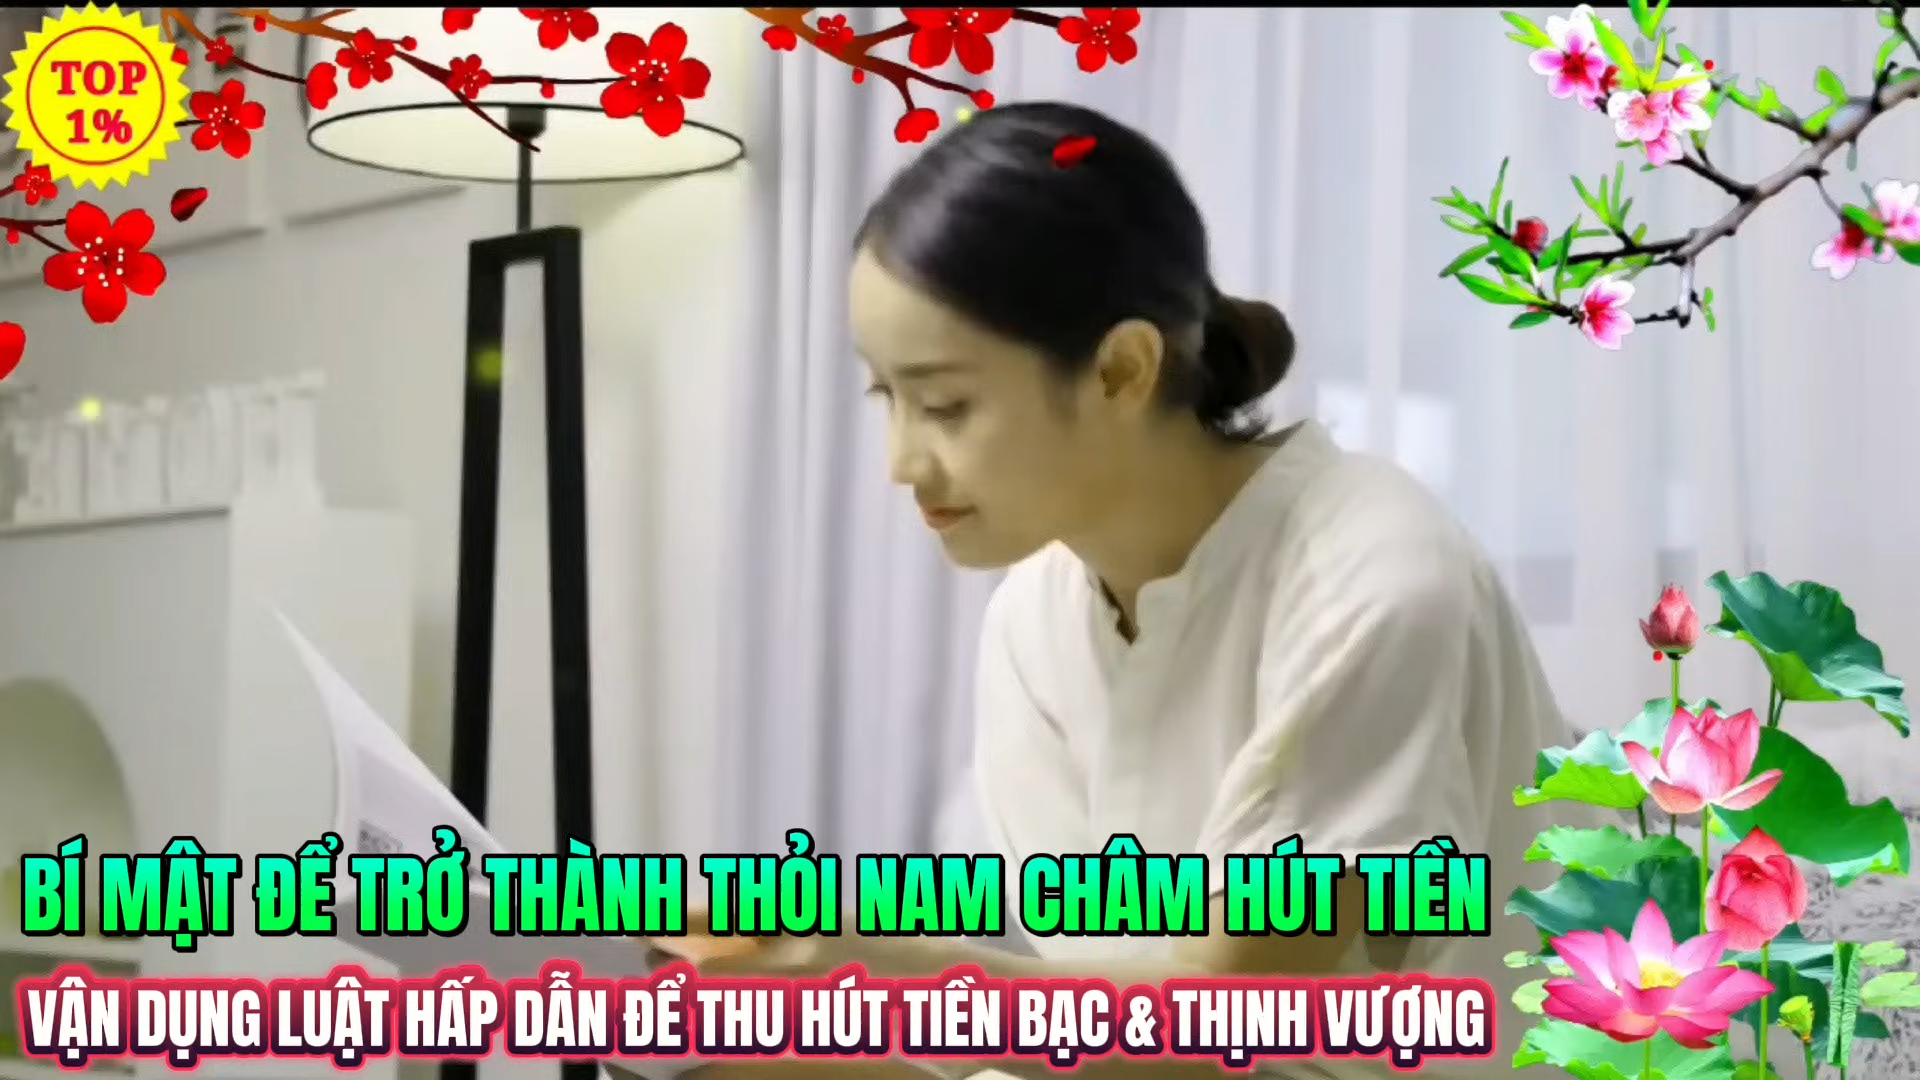 TOP
1%
BÍ MẬT ĐỂ TRỞ THÀNH THỎI NAM CHÂM HÚT TIỀN
VẬN DỤNG LUẬT HẤP DẪN ĐỂ THU HÚT TIỀN BẠC & THỊNH VƯỢNG